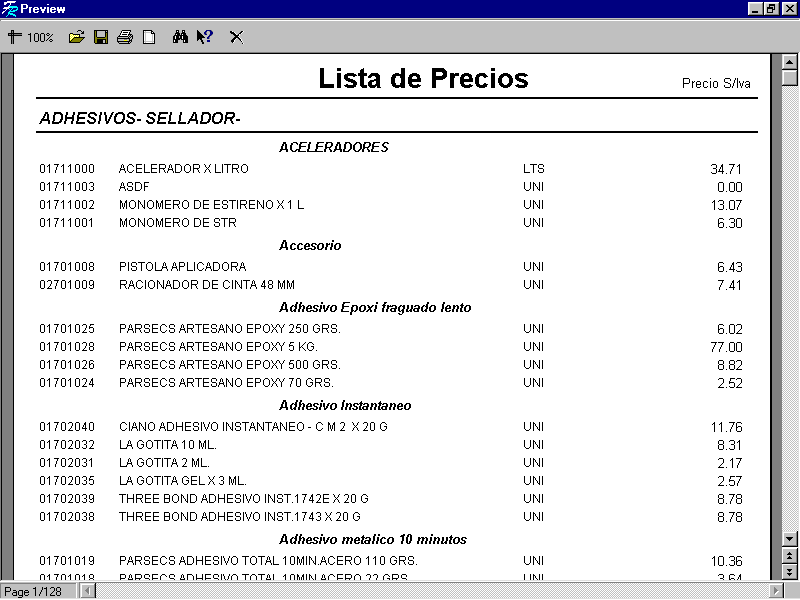 Preview
100%
Lista de Precios
Precio S/Iva
ADHESIVOS- SELLADOR-
ACELERADORES
01711000 ACELERADOR X LITRO LTS 34.71
01711003 ASDF UNI 0.00
01711002 MONOMERO DE ESTIRENO X 1 L UNI 13.07
01711001 MONOMERO DE STR UNI 6.30
Accesorio
01701008 PISTOLA APLICADORA UNI 6.43
02701009 RACIONADOR DE CINTA 48 MM UNI 7.41
Adhesivo Epoxi fraguado lento
01701025 PARSECS ARTESANO EPOXY 250 GRS. UNI 6.02
01701028 PARSECS ARTESANO EPOXY 5 KG. UNI 77.00
01701026 PARSECS ARTESANO EPOXY 500 GRS. UNI 8.82
01701024 PARSECS ARTESANO EPOXY 70 GRS. UNI 2.52
Adhesivo Instantaneo
01702040 CIANO ADHESIVO INSTANTANEO - C M 2 X 20 G UNI 11.76
01702032 LA GOTITA 10 ML. UNI 8.31
01702031 LA GOTITA 2 ML. UNI 2.17
01702035 LA GOTITA GEL X 3 ML. UNI 2.57
01702039 THREE BOND ADHESIVO INST.1742E X 20 G UNI 8.78
01702038 THREE BOND ADHESIVO INST.1743 X 20 G UNI 8.78
Adhesivo metalico 10 minutos
01701019 PARSECS ADHESIVO TOTAL 10MIN.ACERO 110 GRS. UNI 10.36
01701018 PARSECS ADHESIVO TOTAL 10MIN.ACERO 22 GRS. UNI 3.64
Page 1/128